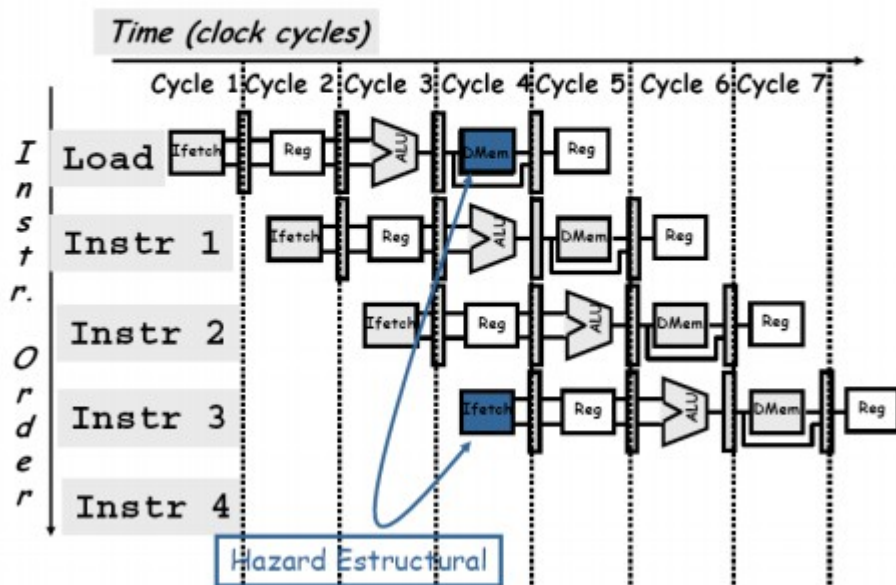 Time (clock cycles)
Cycle 1 Cycle 2 Cycle 3 Cycle 4 Cycle 5 Cycle 6 Cycle 7
Instr. Order
Load Ifetch Reg ALU DMem Reg
Instr 1 Ifetch Reg ALU DMem Reg
Instr 2 Ifetch Reg ALU DMem Reg
Instr 3 Ifetch Reg ALU DMem Reg
Instr 4
Hazard Estructural